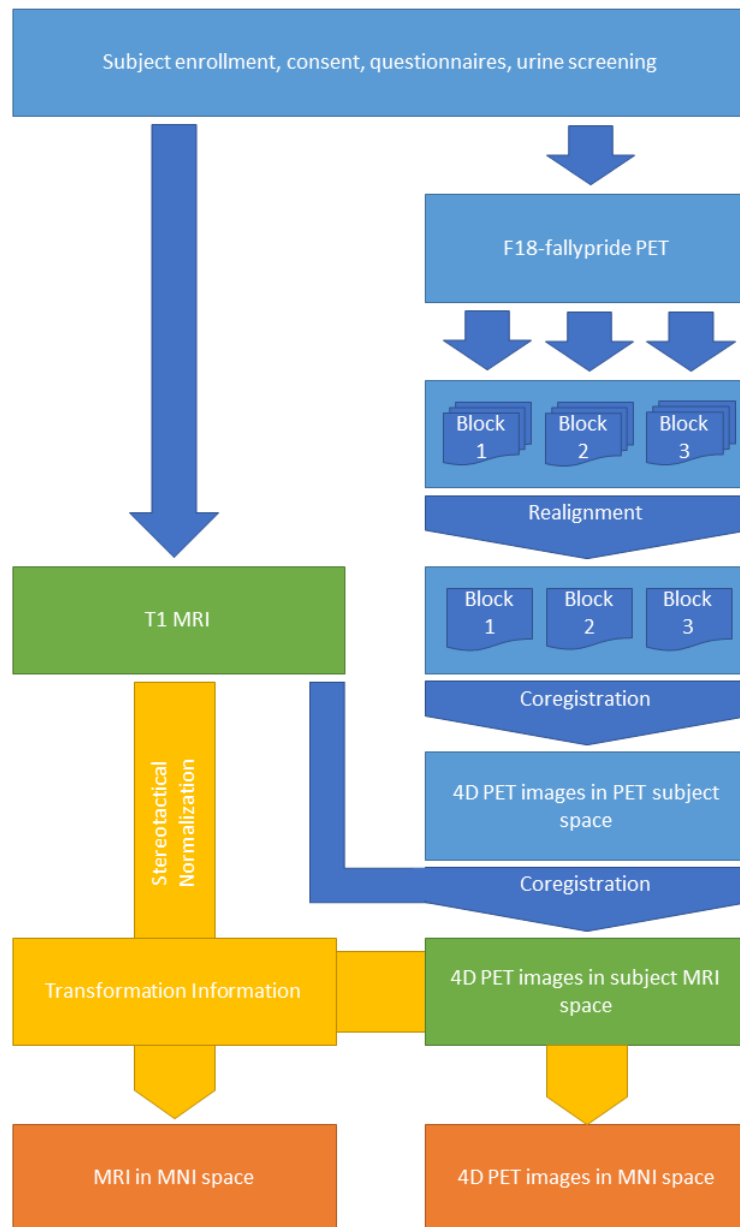 Subject enrollment, consent, questionnaires, urine screening
F18-fallypride PET
Block
1
Block
2
Block
3
Realignment
T1 MRI
Block
1
Block
2
Block
3
Coregistration
Stereotactical
Normalization
4D PET images in PET subject
space
Coregistration
Transformation Information
4D PET images in subject MRI
space
MRI in MNI space
4D PET images in MNI space